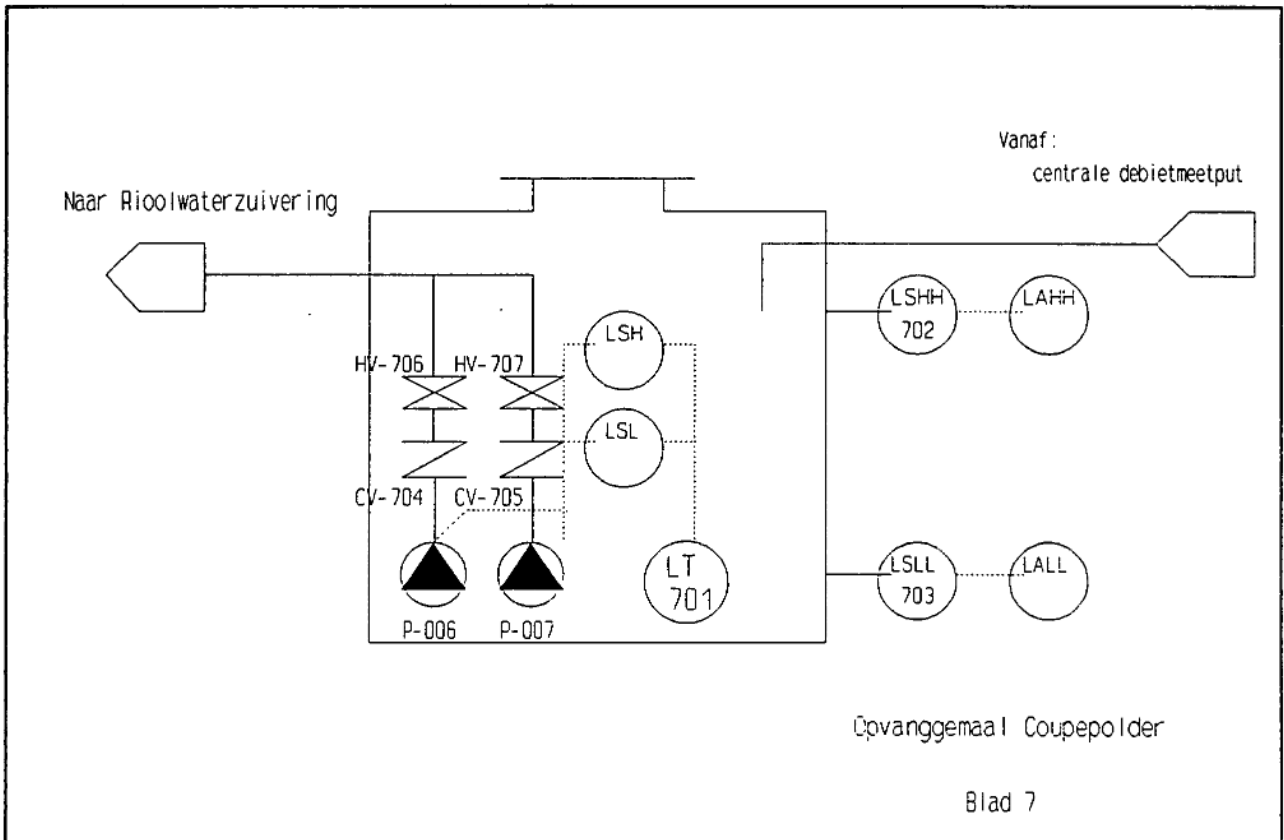 Vanaf:
centrale debietmeetput
Naar Rioolwaterzuivering
LSHH
702
LAHH
LSH
HV-706
HV-707
LSL
CV-704
CV-705
LT
701
LSLL
703
LALL
P-006
P-007
Opvanggemaal Coupepolder
Blad 7